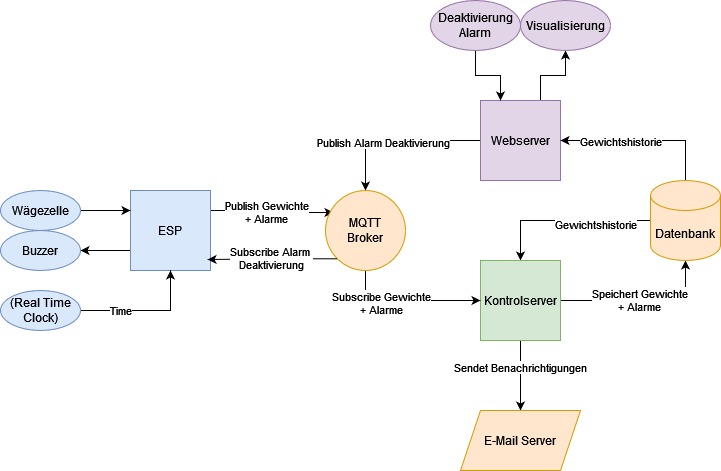 Deaktivierung
Alarm
Visualisierung
Publish Alarm Deaktivierung
Webserver
Gewichtshistorie
Wägezelle
Buzzer
(Real Time
Clock)
Time
ESP
Publish Gewichte
+ Alarme
Subscribe Alarm
Deaktivierung
MQTT
Broker
Subscribe Gewichte
+ Alarme
Gewichtshistorie
Datenbank
Kontrolserver
Speichert Gewichte
+ Alarme
Sendet Benachrichtigungen
E-Mail Server